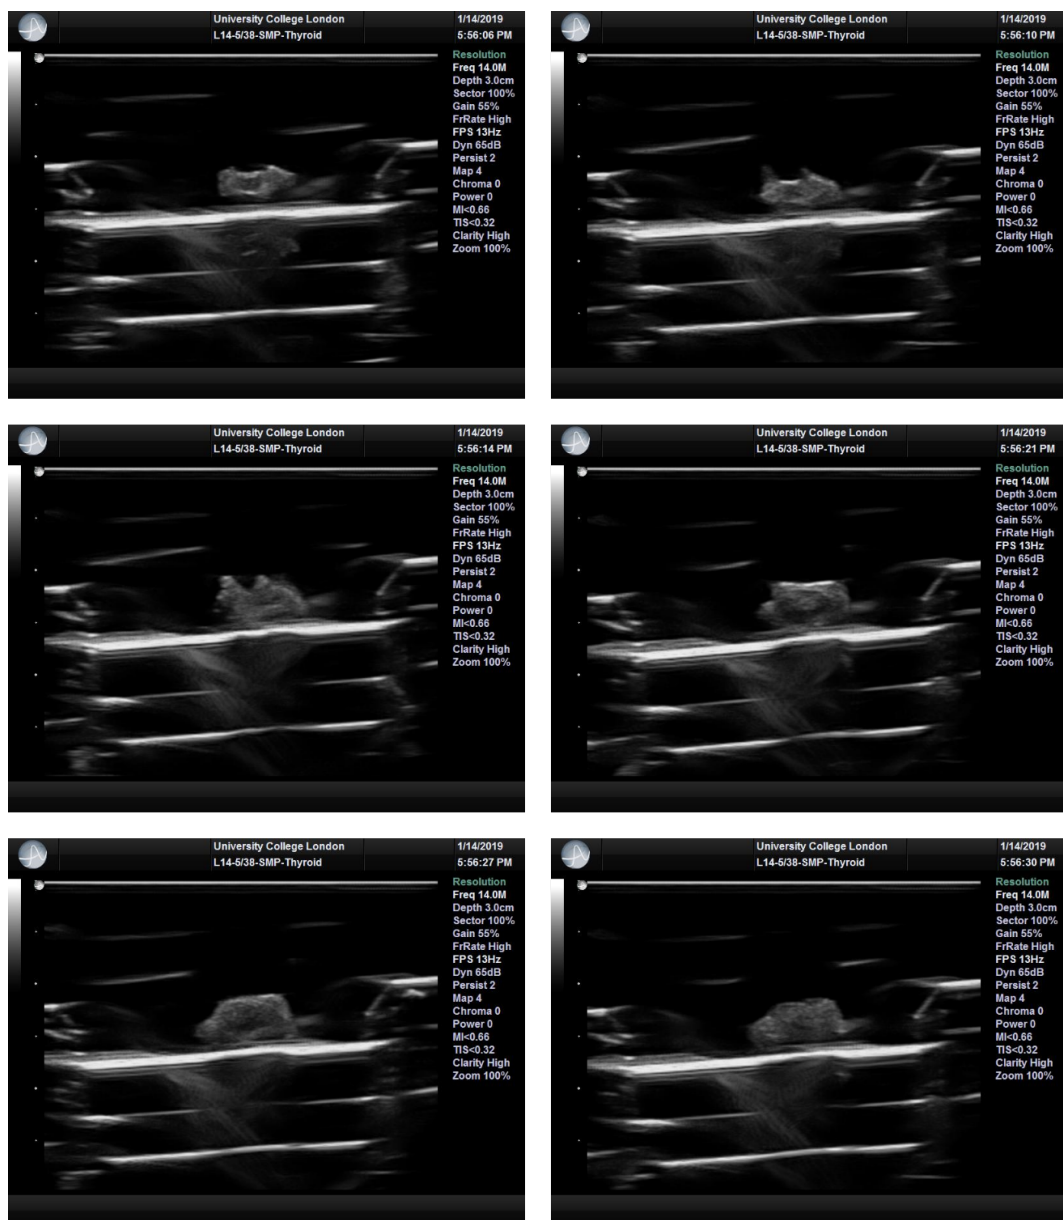 University College London
1/14/2019
L14-5/38-SMP-Thyroid
5:56:06 PM
Resolution
Freq 14.0M
Depth 3.0cm
Sector 100%
Gain 55%
FrRate High
FPS 13Hz
Dyn 65dB
Persist 2
Map 4
Chroma 0
Power 0
MI<0.66
TIS<0.32
Clarity High
Zoom 100%
University College London
1/14/2019
L14-5/38-SMP-Thyroid
5:56:10 PM
Resolution
Freq 14.0M
Depth 3.0cm
Sector 100%
Gain 55%
FrRate High
FPS 13Hz
Dyn 65dB
Persist 2
Map 4
Chroma 0
Power 0
MI<0.66
TIS<0.32
Clarity High
Zoom 100%
University College London
1/14/2019
L14-5/38-SMP-Thyroid
5:56:14 PM
Resolution
Freq 14.0M
Depth 3.0cm
Sector 100%
Gain 55%
FrRate High
FPS 13Hz
Dyn 65dB
Persist 2
Map 4
Chroma 0
Power 0
MI<0.66
TIS<0.32
Clarity High
Zoom 100%
University College London
1/14/2019
L14-5/38-SMP-Thyroid
5:56:21 PM
Resolution
Freq 14.0M
Depth 3.0cm
Sector 100%
Gain 55%
FrRate High
FPS 13Hz
Dyn 65dB
Persist 2
Map 4
Chroma 0
Power 0
MI<0.66
TIS<0.32
Clarity High
Zoom 100%
University College London
1/14/2019
L14-5/38-SMP-Thyroid
5:56:27 PM
Resolution
Freq 14.0M
Depth 3.0cm
Sector 100%
Gain 55%
FrRate High
FPS 13Hz
Dyn 65dB
Persist 2
Map 4
Chroma 0
Power 0
MI<0.66
TIS<0.32
Clarity High
Zoom 100%
University College London
1/14/2019
L14-5/38-SMP-Thyroid
5:56:30 PM
Resolution
Freq 14.0M
Depth 3.0cm
Sector 100%
Gain 55%
FrRate High
FPS 13Hz
Dyn 65dB
Persist 2
Map 4
Chroma 0
Power 0
MI<0.66
TIS<0.32
Clarity High
Zoom 100%